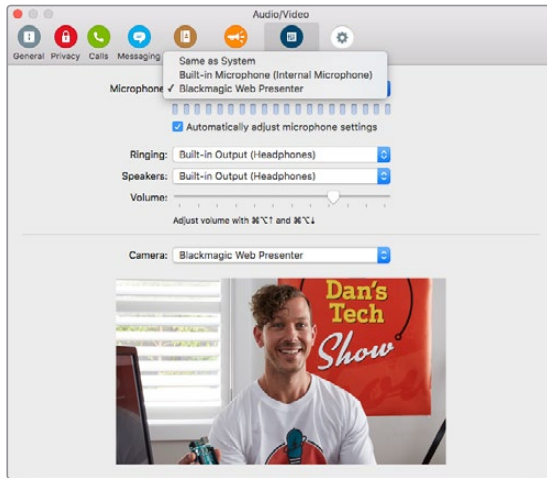 Audio/Video
General Privacy Calls Messaging
Same as System
Built-in Microphone (Internal Microphone)
Microphone: ✓ Blackmagic Web Presenter
Automatically adjust microphone settings
Ringing: Built-in Output (Headphones)
Speakers: Built-in Output (Headphones)
Volume:
Adjust volume with ⌘⌥↑ and ⌘⌥↓
Camera: Blackmagic Web Presenter
Dan's
Tech
Show